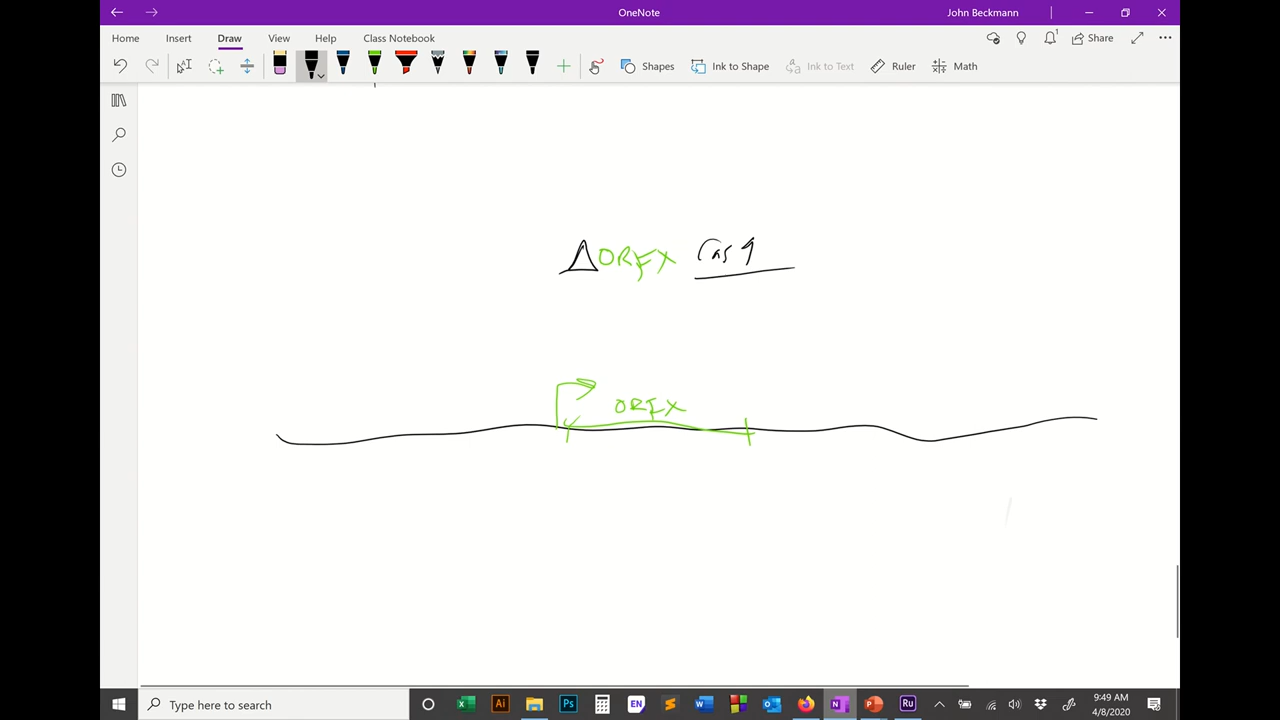 OneNote
John Beckmann
Home Insert Draw View Help Class Notebook
Share
Shapes Ink to Shape Ink to Text Ruler Math
ΔORFX Cas9
ORFX
Type here to search
9:49 AM
4/8/2020